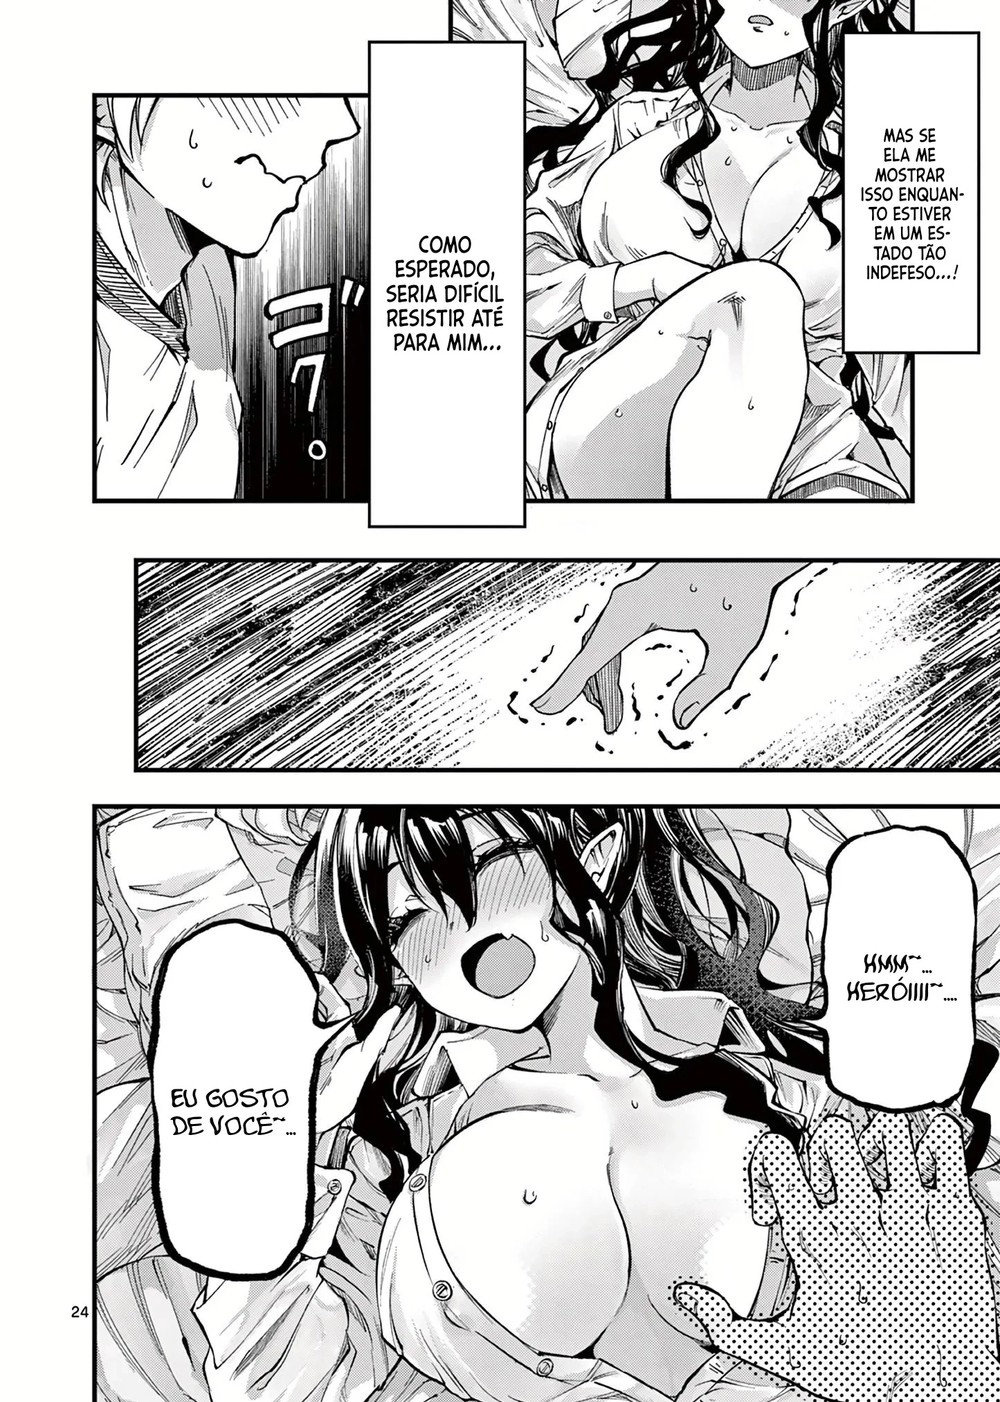 MAS SE
ELA ME
MOSTRAR
ISSO ENQUAN-
TO ESTIVER
EM UM ES-
TADO TÃO
INDEFESO...!
COMO
ESPERADO,
SERIA DIFÍCIL
RESISTIR ATÉ
PARA MIM...
ゴク。
HMM~...
HERÓIIII~....
EU GOSTO
DE VOCÊ~...
24